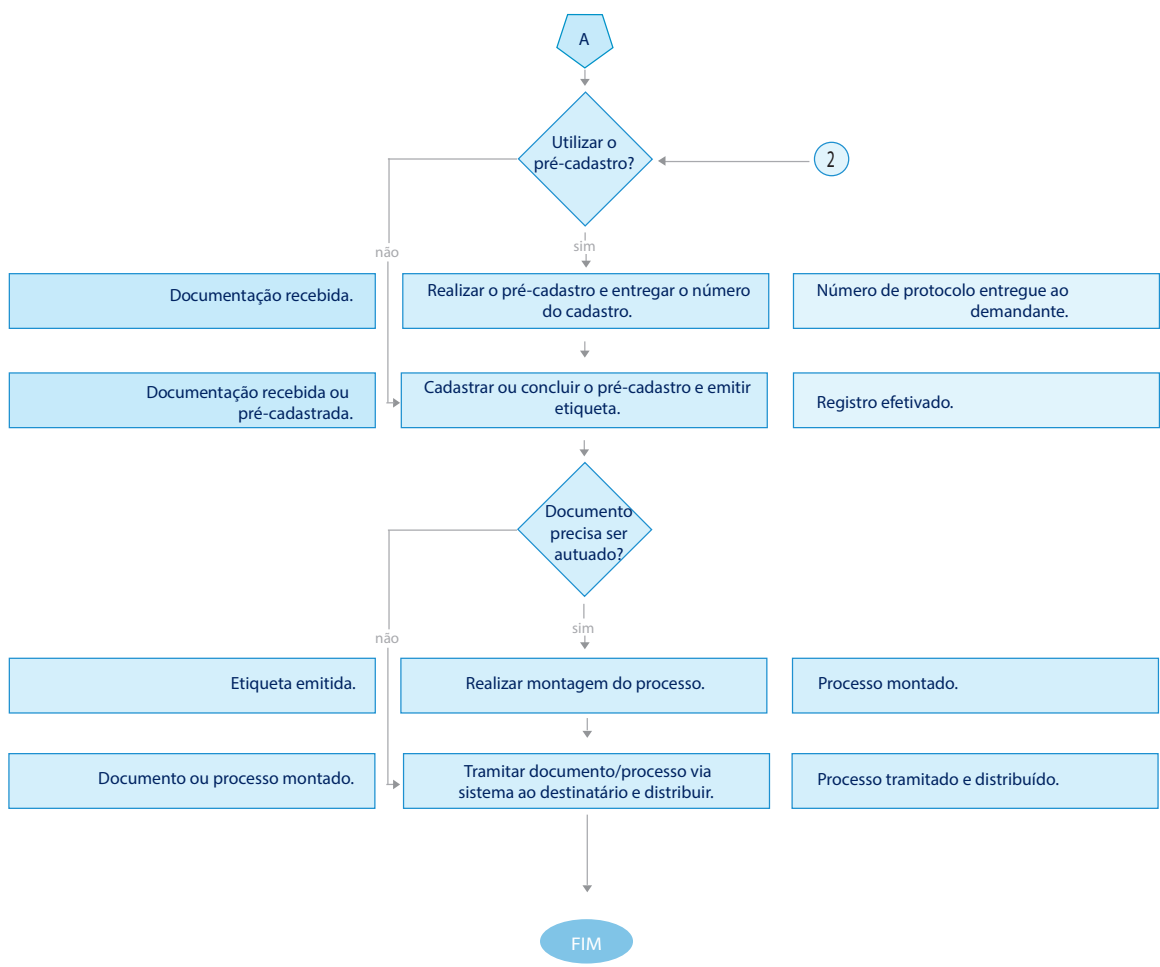 A
Utilizar o
pré-cadastro?
2
não
sim
Documentação recebida.
Realizar o pré-cadastro e entregar o número
do cadastro.
Número de protocolo entregue ao
demandante.
Documentação recebida ou
pré-cadastrada.
Cadastrar ou concluir o pré-cadastro e emitir
etiqueta.
Registro efetivado.
Documento
precisa ser
autuado?
não
sim
Etiqueta emitida.
Realizar montagem do processo.
Processo montado.
Documento ou processo montado.
Tramitar documento/processo via
sistema ao destinatário e distribuir.
Processo tramitado e distribuído.
FIM